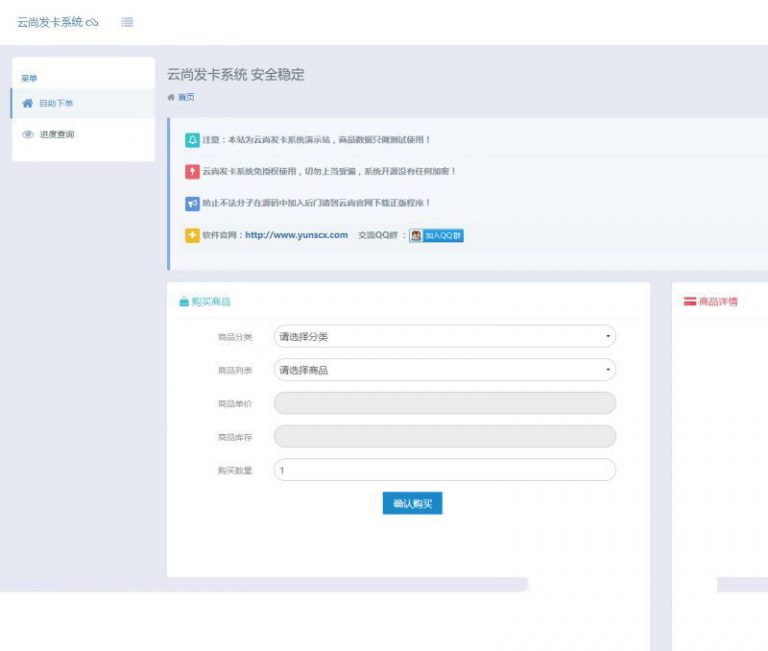 云尚发卡系统
菜单
自助下单
进度查询
云尚发卡系统 安全稳定
首页
注意：本站为云尚发卡系统演示站，商品数据只做测试使用！
云尚发卡系统免授权使用，切勿上当受骗，系统开源没有任何加密！
防止不法分子在源码中加入后门请到云尚官网下载正版程序！
软件官网：http://www.yunscx.com 交流QQ群 ： 加入QQ群
购买商品
商品分类 请选择分类
商品列表 请选择商品
商品单价
商品库存
购买数量 1
确认购买
商品详情